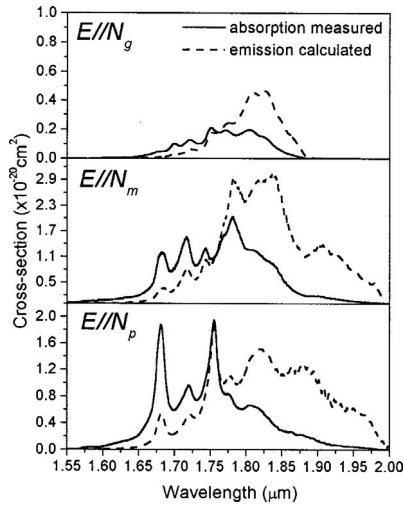 absorption measured
emission calculated
E//Ng
1.0
0.8
0.6
0.4
0.2
0.0
E//Nm
2.9
2.3
1.7
1.1
0.5
E//Np
2.0
1.6
1.2
0.8
0.4
0.0
Cross-section (x10-20cm2)
1.55 1.60 1.65 1.70 1.75 1.80 1.85 1.90 1.95 2.00
Wavelength (μm)